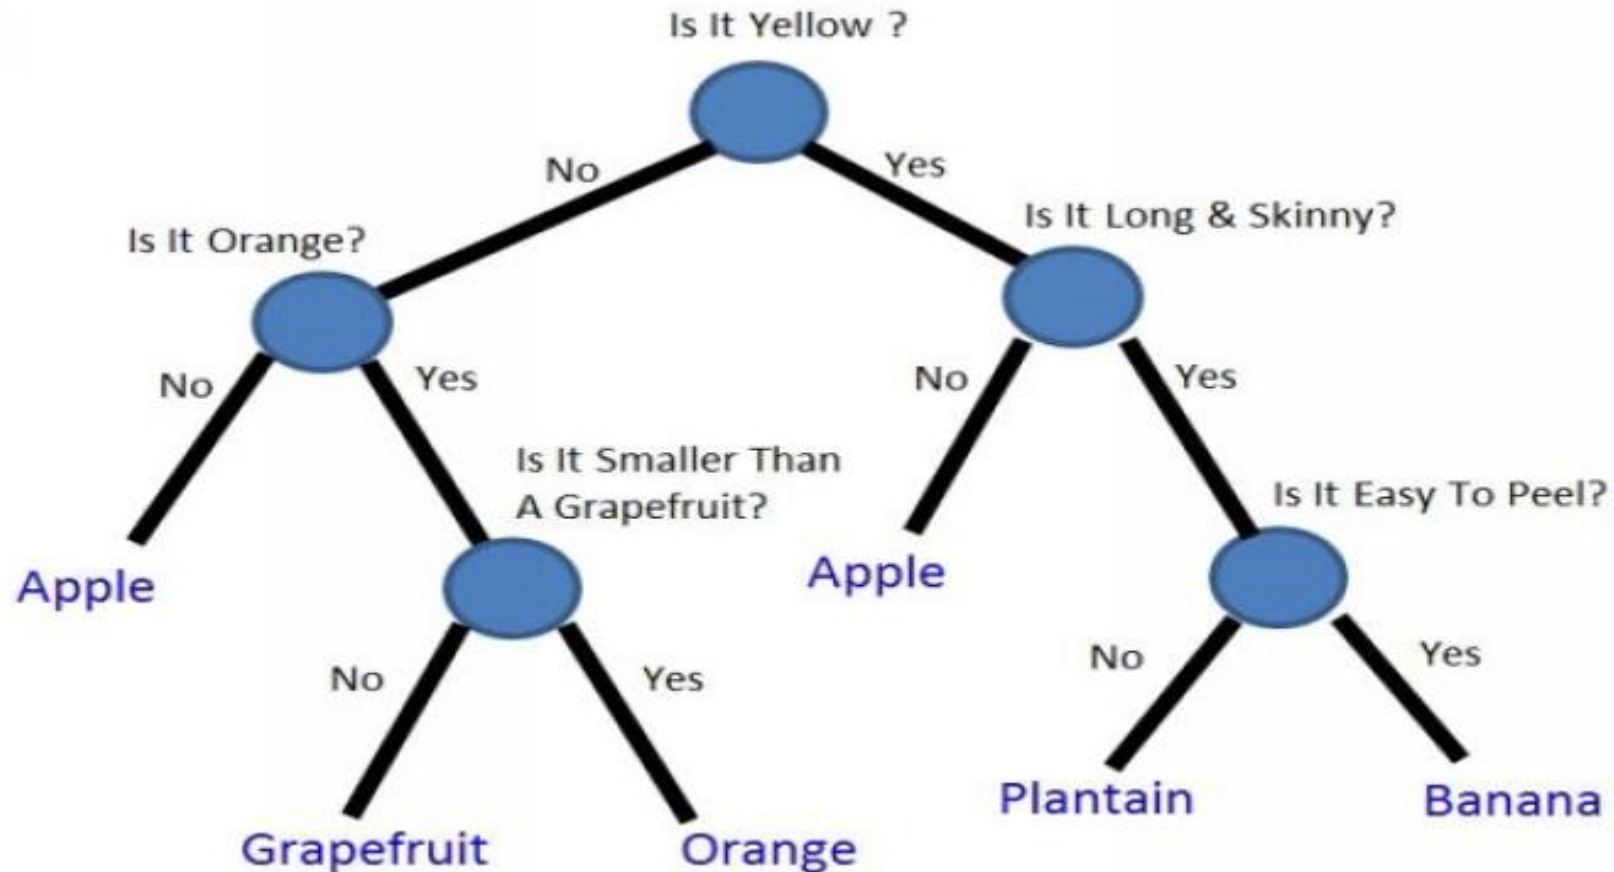 Is It Yellow ?
No
Yes
Is It Orange?
Is It Long & Skinny?
No
Yes
No
Yes
Is It Smaller Than
A Grapefruit?
Is It Easy To Peel?
Apple
Apple
No
Yes
No
Yes
Plantain
Banana
Grapefruit
Orange